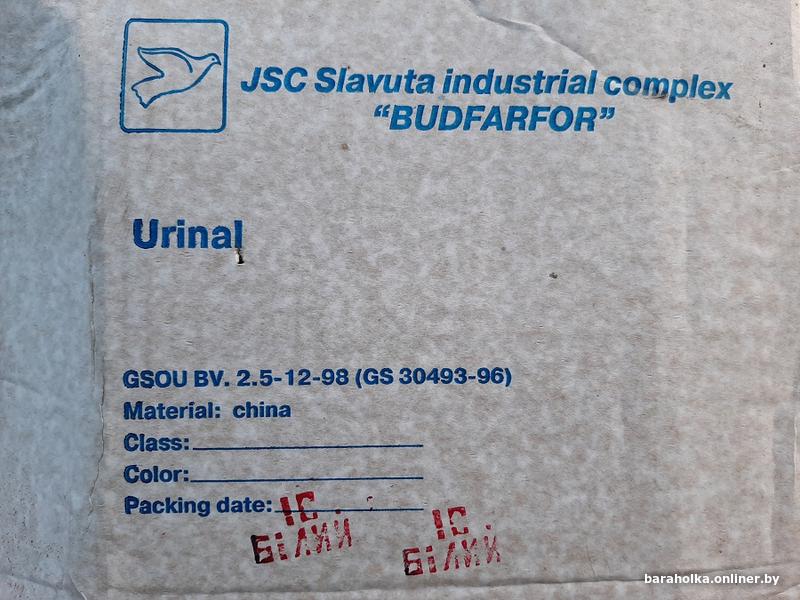 JSC Slavuta industrial complex
“BUDFARFOR”
Urinal
GSOU BV. 2.5-12-98 (GS 30493-96)
Material: china
Class:
Color:
Packing date:
1С.
БІЛИЙ
1С.
БІЛИЙ
baraholka.onliner.by